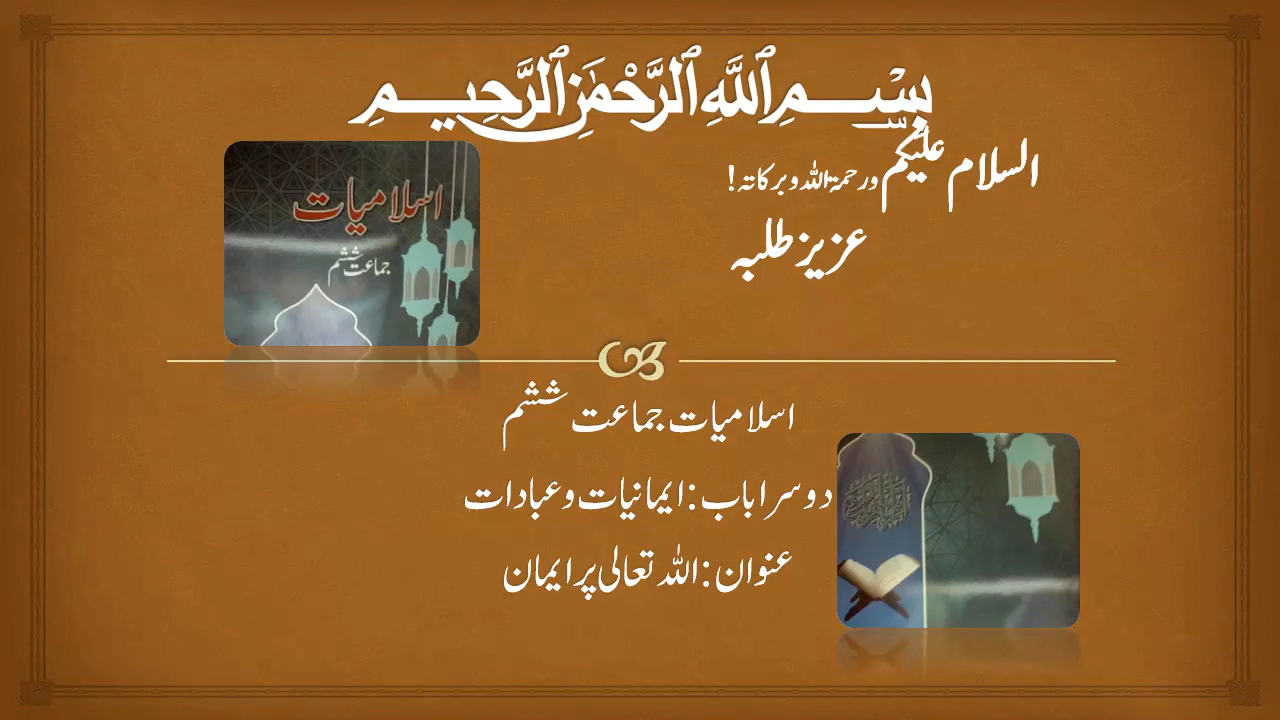 بِسْمِ اللَّهِ الرَّحْمَٰنِ الرَّحِيمِ
السلام علیکم ورحمۃ اللہ وبرکاتہ!
عزیز طلبہ
اسلامیات
جماعت ششم
اسلامیات جماعت ششم
دوسرا باب: ایمانیات و عبادات
عنوان: اللہ تعالی پر ایمان